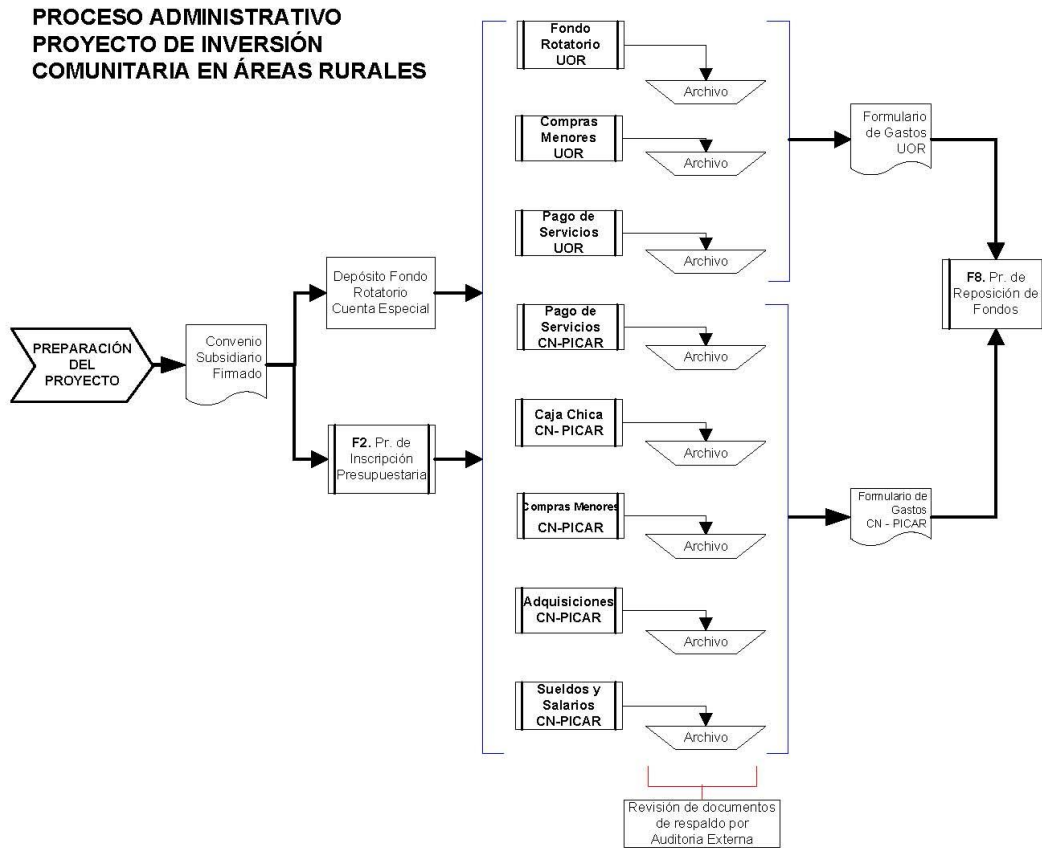 PROCESO ADMINISTRATIVO
PROYECTO DE INVERSIÓN
COMUNITARIA EN ÁREAS RURALES
PREPARACIÓN
DEL
PROYECTO
Convenio
Subsidiario
Firmado
Depósito Fondo
Rotatorio
Cuenta Especial
F2. Pr. de
Inscripción
Presupuestaria
Fondo
Rotatorio
UOR
Archivo
Compras
Menores
UOR
Archivo
Pago de
Servicios
UOR
Archivo
Pago de
Servicios
CN-PICAR
Archivo
Caja Chica
CN- PICAR
Archivo
Compras Menores
CN-PICAR
Archivo
Adquisiciones
CN-PICAR
Archivo
Sueldos y
Salarios
CN-PICAR
Archivo
Revisión de documentos
de respaldo por
Auditoria Externa
Formulario
de Gastos
UOR
Formulario de
Gastos
CN - PICAR
F8. Pr. de
Reposición de
Fondos